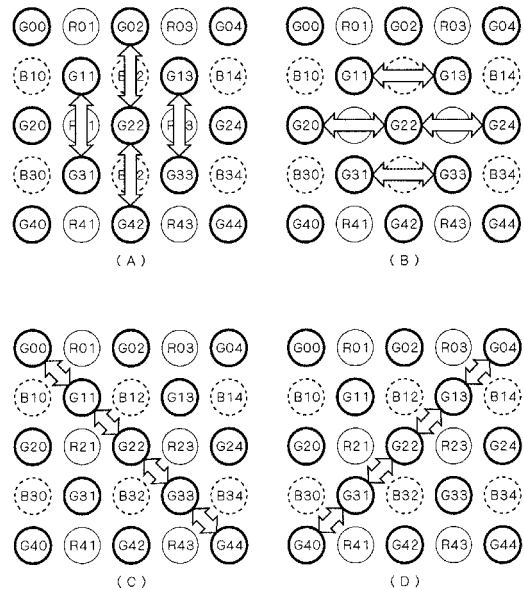 G00 R01 G02 R03 G04
B10 G11 G13 B14
G20 G22 G24
B30 G31 G33 B34
G40 R41 G42 R43 G44
(A)
G00 R01 G02 R03 G04
B10 G11 G13 B14
G20 G22 G24
B30 G31 G33 B34
G40 R41 G42 R43 G44
(B)
G00 R01 G02 R03 G04
B10 G11 B12 G13 B14
G20 R21 G22 R23 G24
B30 G31 B32 G33 B34
G40 R41 G42 R43 G44
(C)
G00 R01 G02 R03 G04
B10 G11 B12 G13 B14
G20 R21 G22 R23 G24
B30 G31 B32 G33 B34
G40 R41 G42 R43 G44
(D)